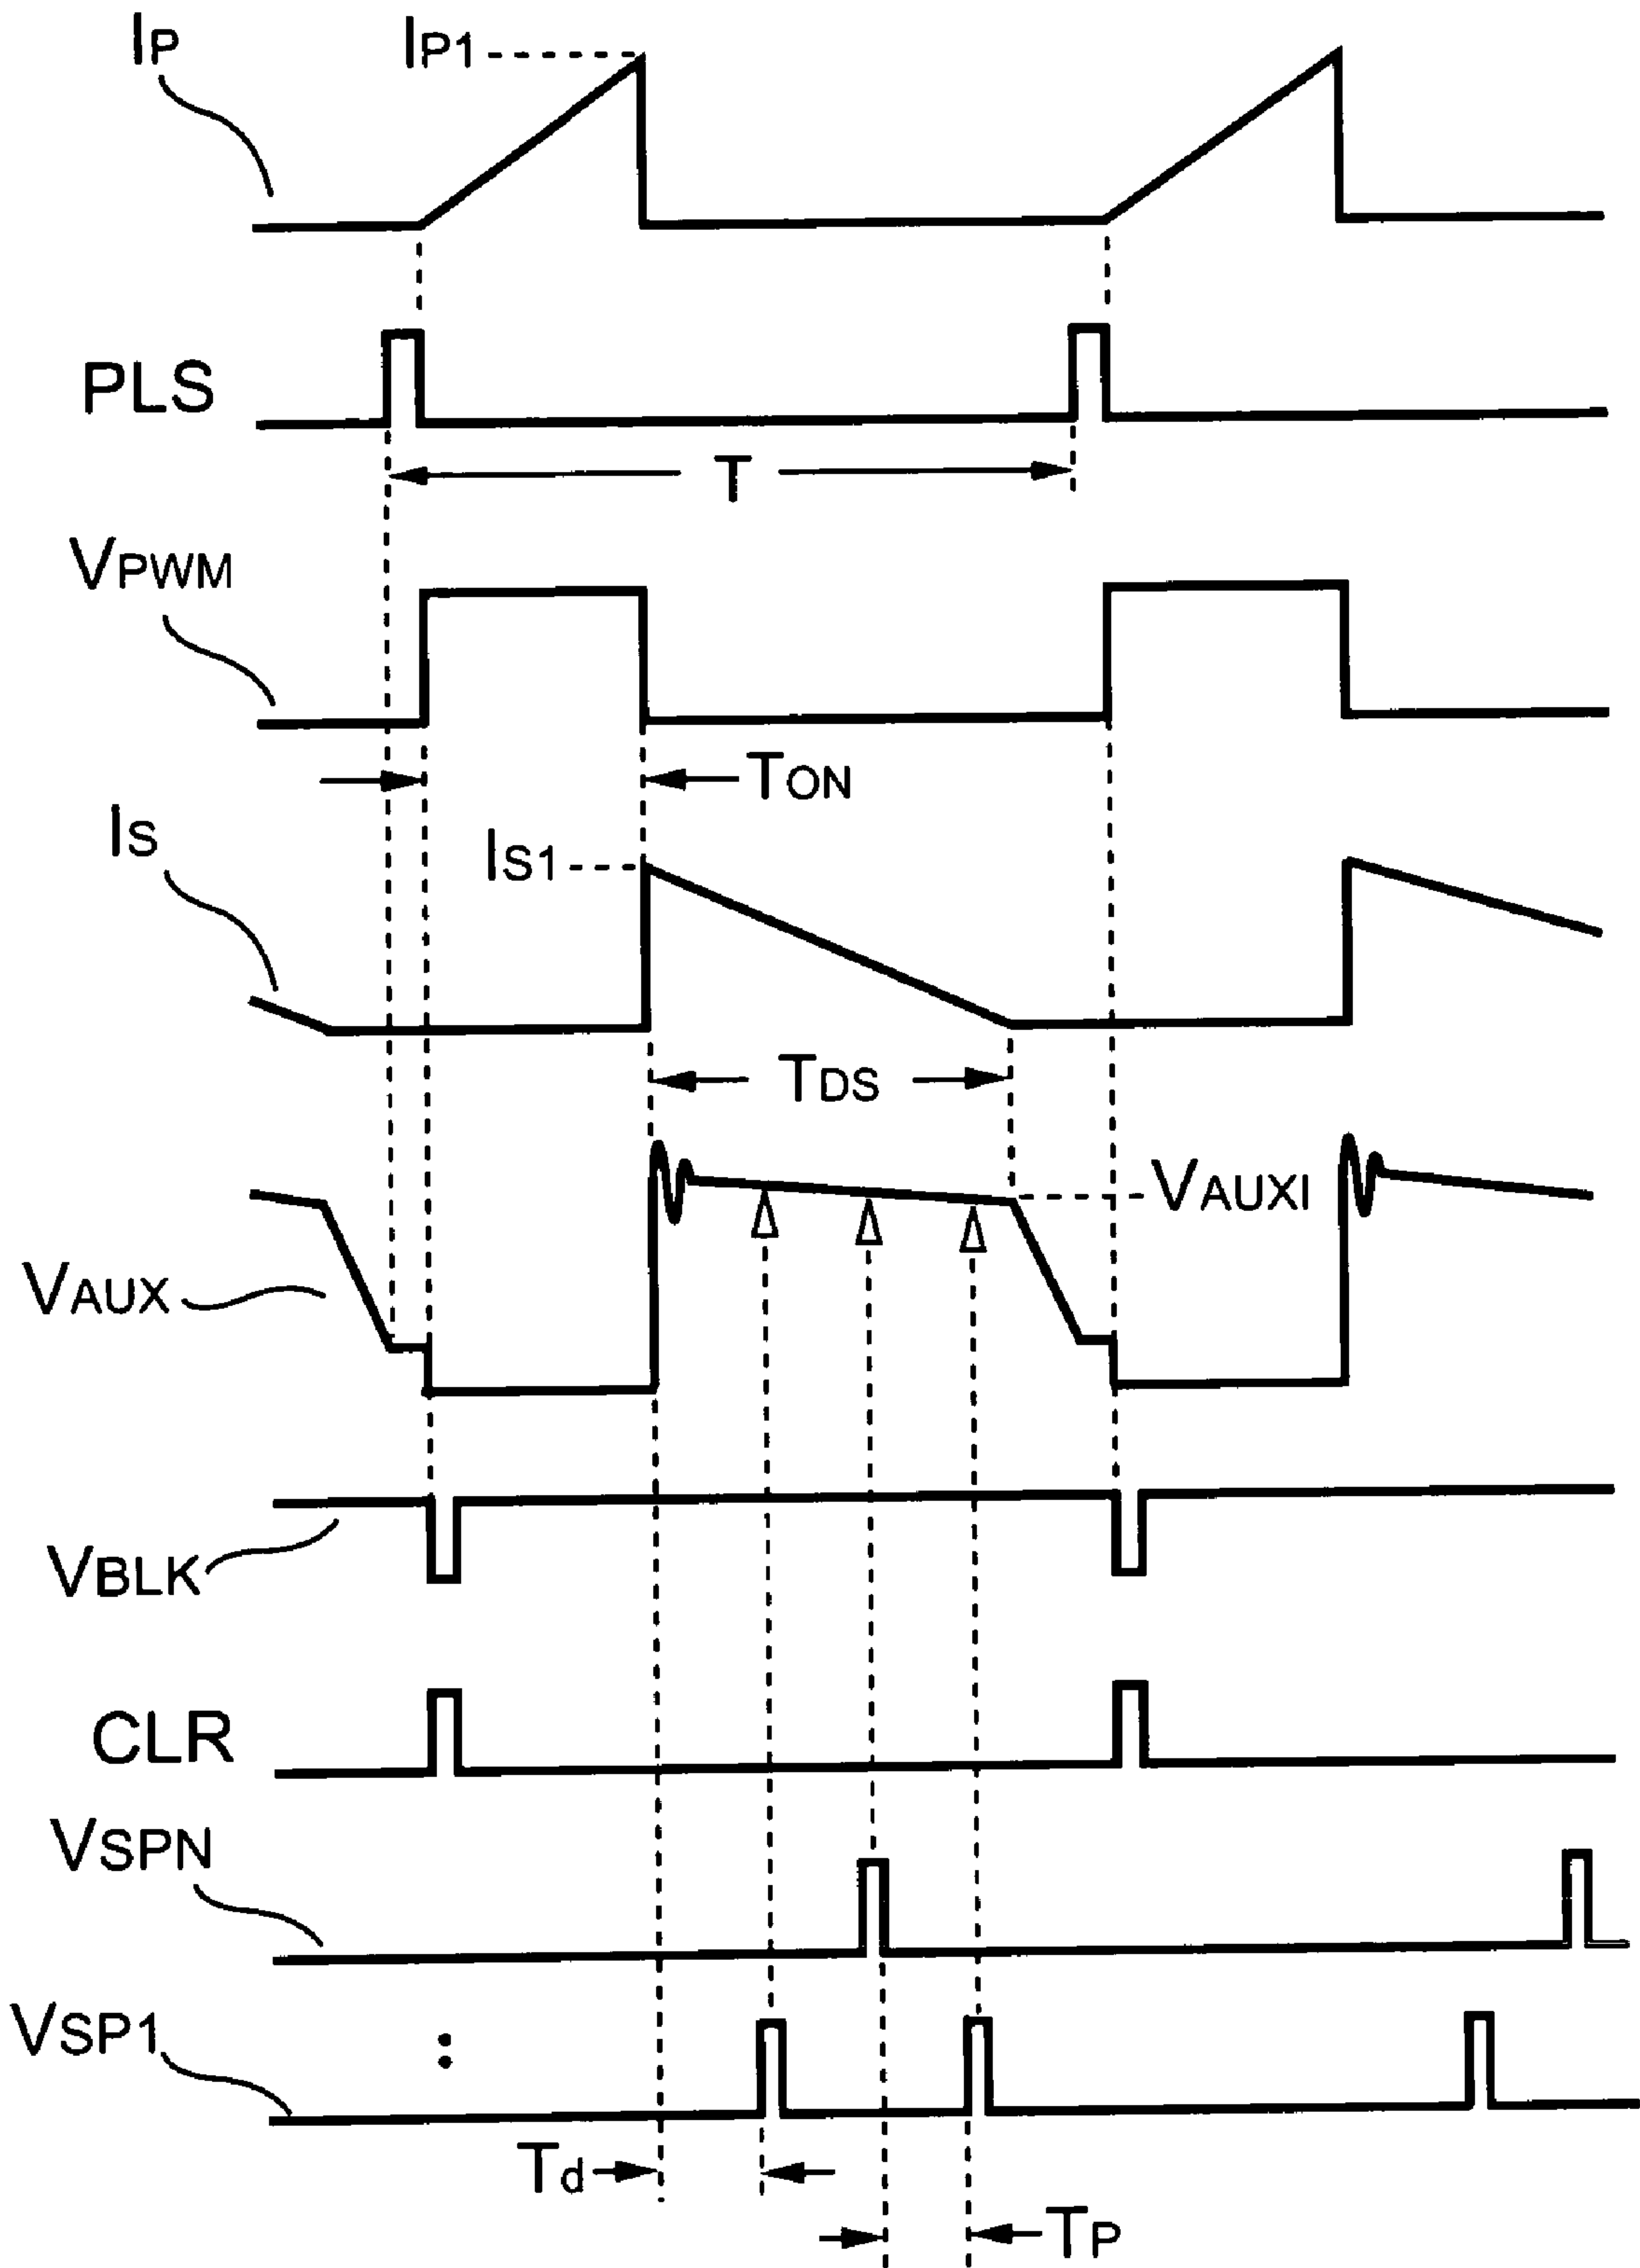 IP
IP1
PLS
T
VPWM
TON
IS
IS1
TDS
VAUXI
VAUX
VBLK
CLR
VSPN
VSP1
:
Td
TP